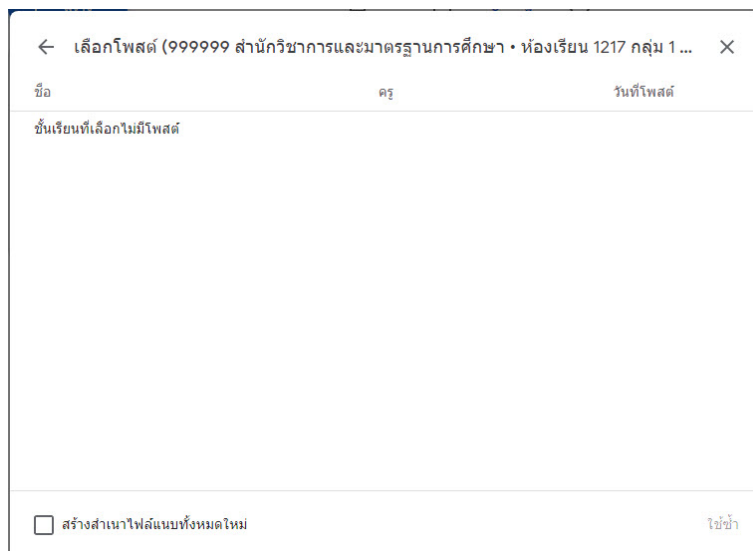 เลือกโพสต์ (999999 สำนักวิชาการและมาตรฐานการศึกษา • ห้องเรียน 1217 กลุ่ม 1 ...
ชื่อ ครู วันที่โพสต์
ชั้นเรียนที่เลือกไม่มีโพสต์
สร้างสำเนาไฟล์แนบทั้งหมดใหม่ ใช้ซ้ำ